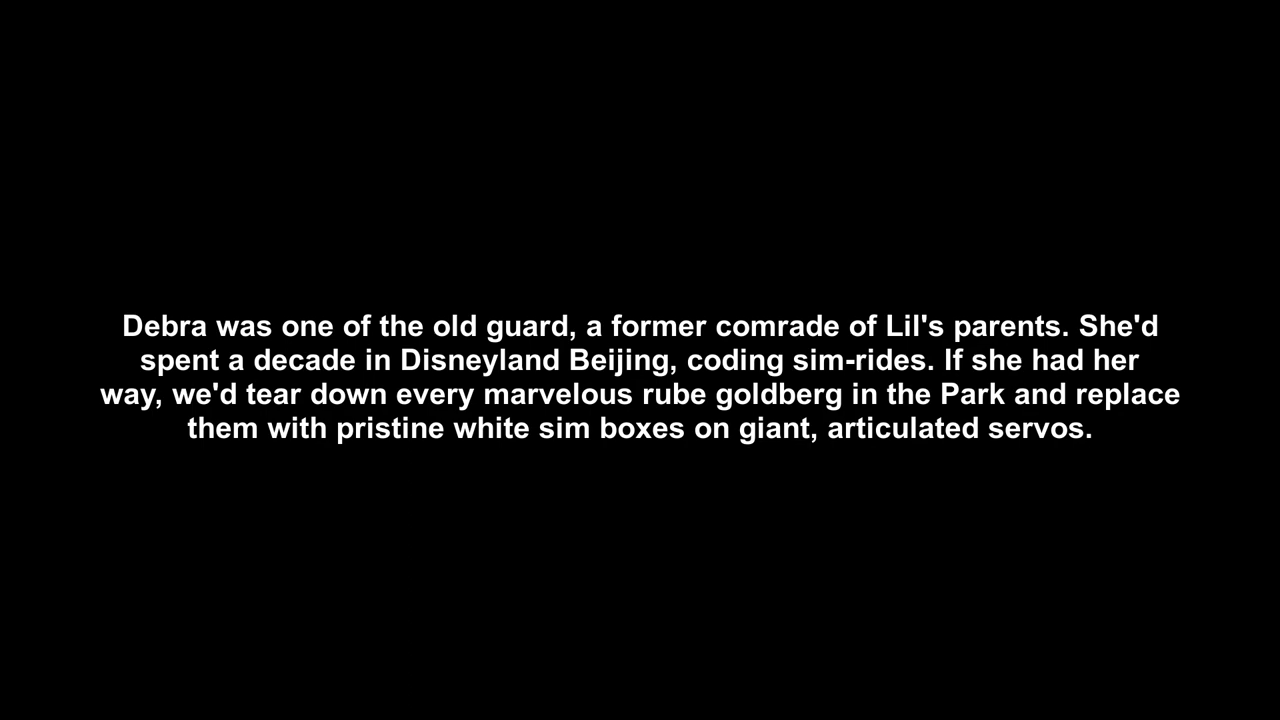 Debra was one of the old guard, a former comrade of Lil's parents. She'd
spent a decade in Disneyland Beijing, coding sim-rides. If she had her
way, we'd tear down every marvelous rube goldberg in the Park and replace
them with pristine white sim boxes on giant, articulated servos.